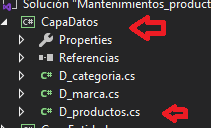 Solución "Mantenimientos_product
C# CapaDatos
Properties
Referencias
C# D_categoria.cs
C# D_marca.cs
C# D_productos.cs